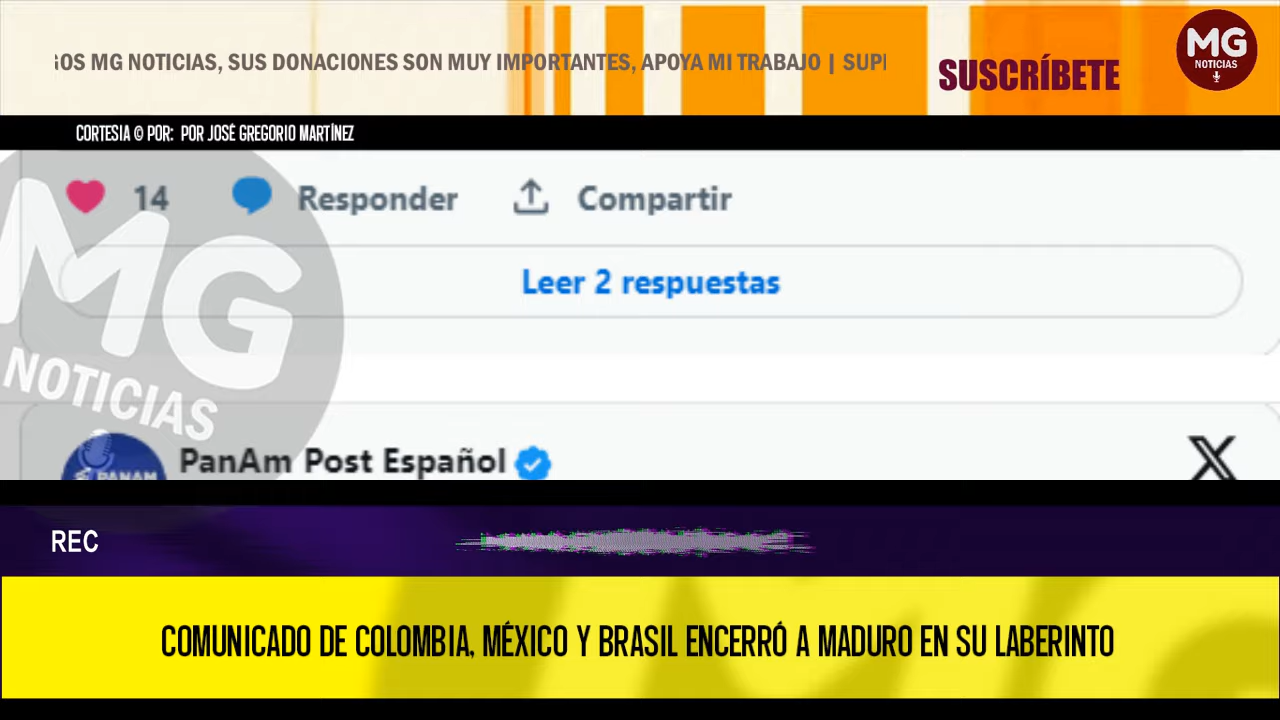 OS MG NOTICIAS, SUS DONACIONES SON MUY IMPORTANTES, APOYA MI TRABAJO |
SUSCRÍBETE
MG
NOTICIAS
CORTESIA © POR: POR JOSÉ GREGORIO MARTÍNEZ
14 Responder Compartir
Leer 2 respuestas
MG
NOTICIAS
PanAm Post Español
PANAM
REC
COMUNICADO DE COLOMBIA, MÉXICO Y BRASIL ENCERRÓ A MADURO EN SU LABERINTO